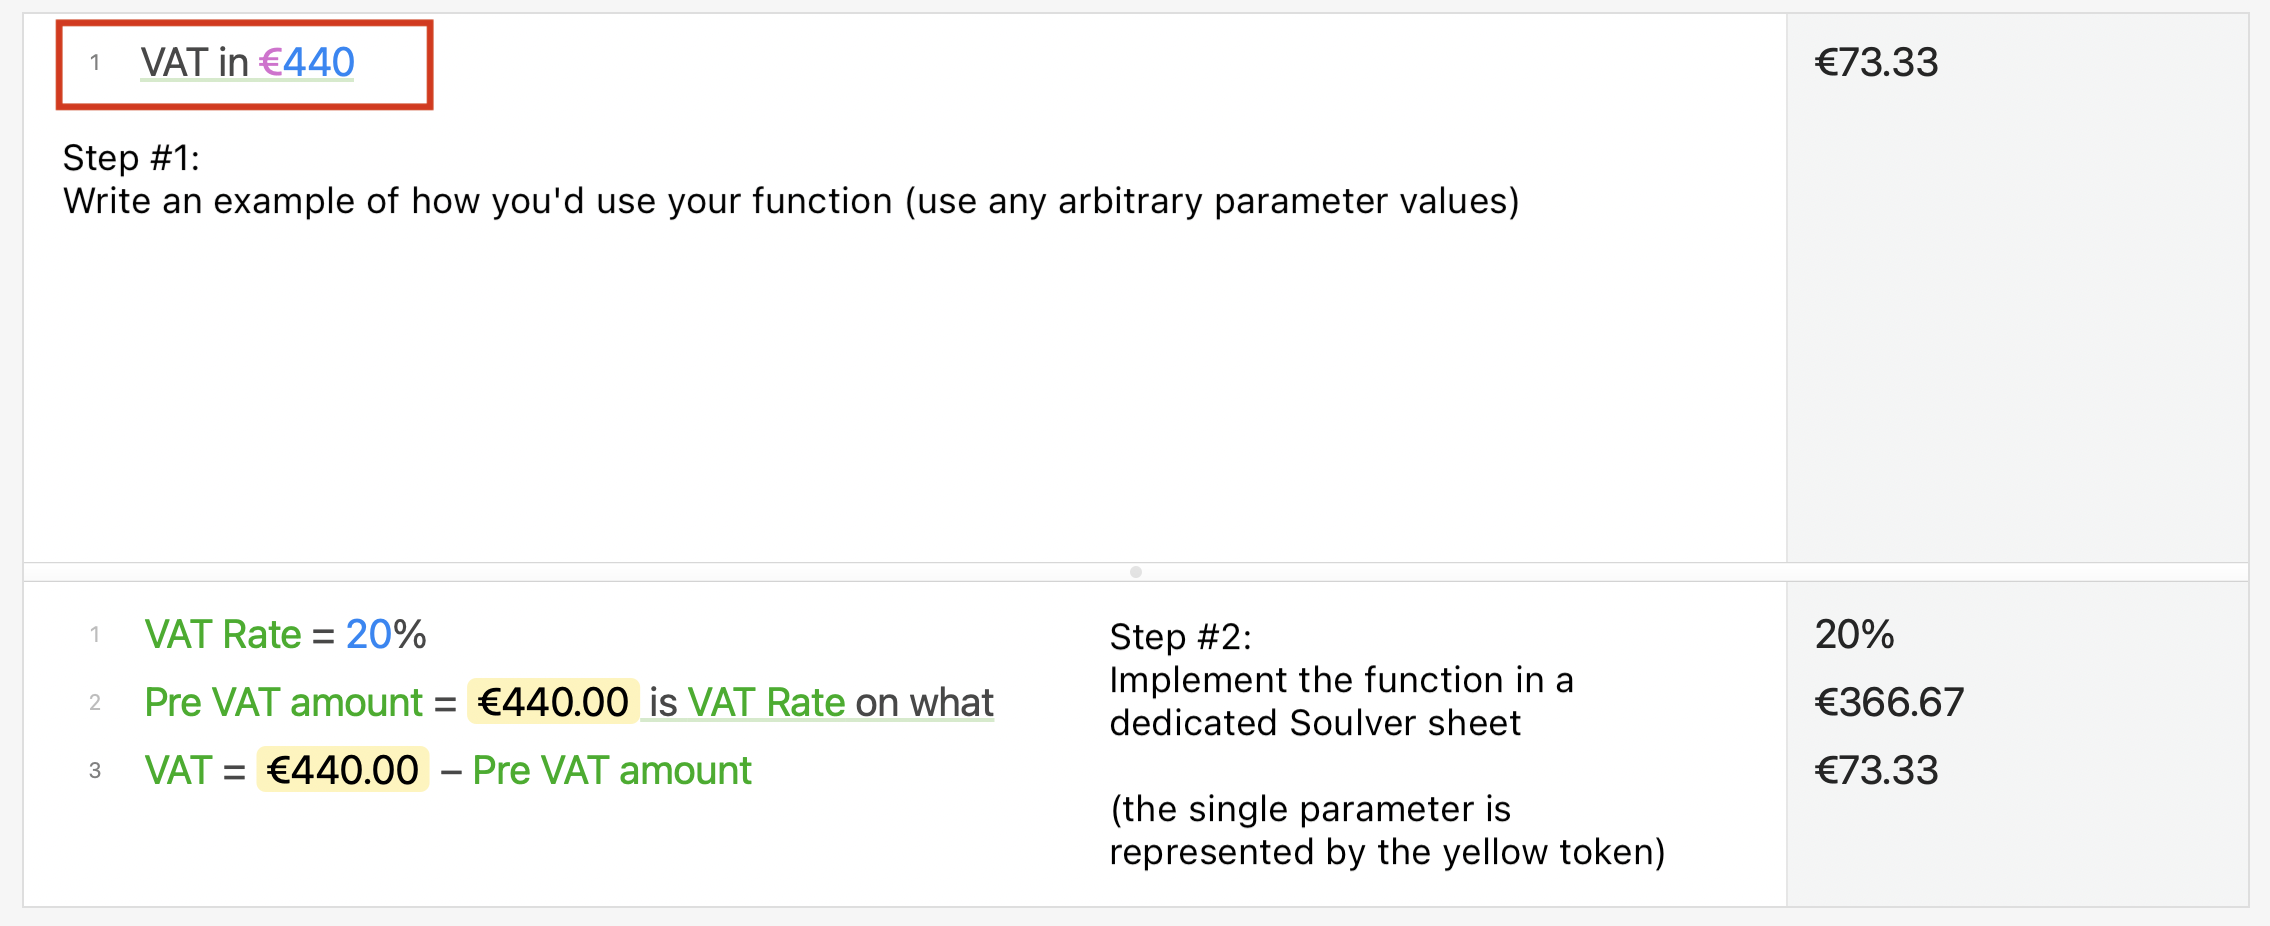 1 VAT in €440 €73.33
Step #1:
Write an example of how you'd use your function (use any arbitrary parameter values)
1 VAT Rate = 20% 20%
2 Pre VAT amount = €440.00 is VAT Rate on what €366.67
3 VAT = €440.00 – Pre VAT amount €73.33
Step #2:
Implement the function in a
dedicated Soulver sheet
(the single parameter is
represented by the yellow token)